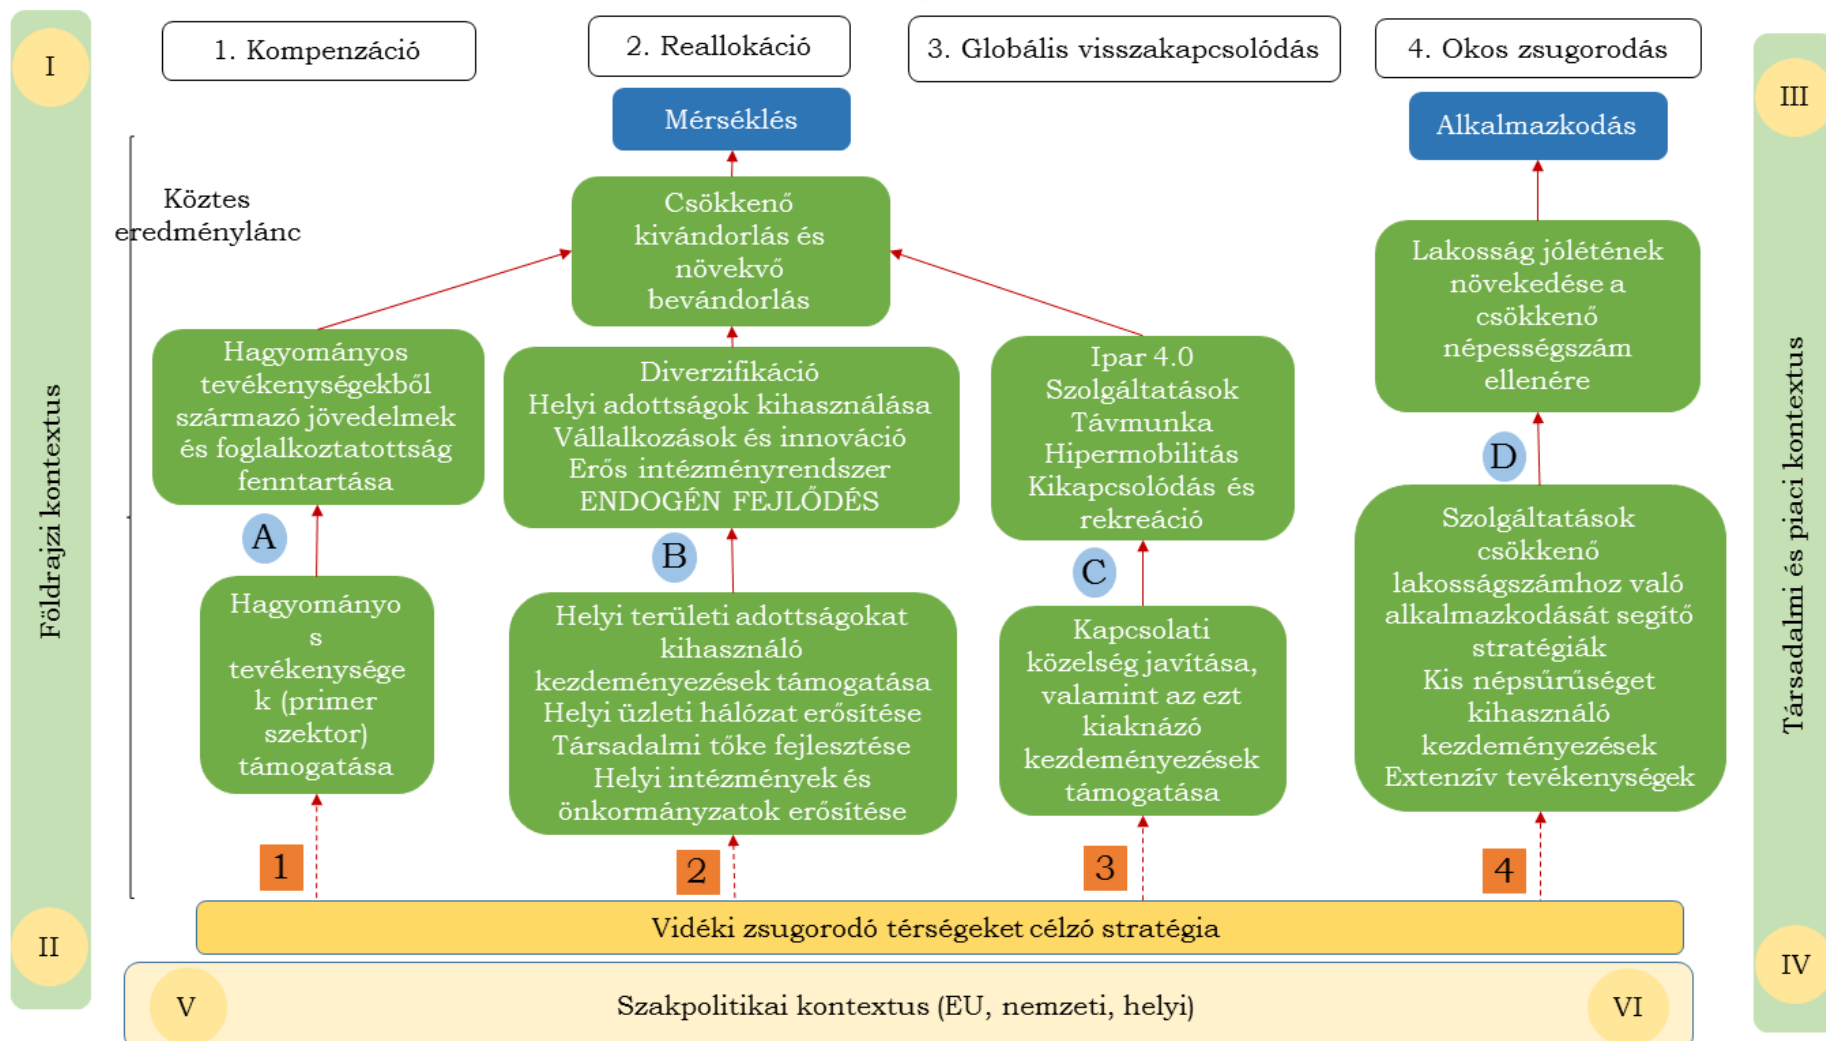 I
1. Kompenzáció
2. Reallokáció
3. Globális visszakapcsolódás
4. Okos zsugorodás
III
Mérséklés
Alkalmazkodás
Köztes
eredménylánc
Csökkenő
kivándorlás és
növekvő
bevándorlás
Lakosság jólétének
növekedése a
csökkenő
népességszám
ellenére
Hagyományos
tevékenységekből
származó jövedelmek
és foglalkoztatottság
fenntartása
Diverzifikáció
Helyi adottságok kihasználása
Vállalkozások és innováció
Erős intézményrendszer
ENDOGÉN FEJLŐDÉS
Ipar 4.0
Szolgáltatások
Távmunka
Hipermobilitás
Kikapcsolódás és
rekreáció
Földrajzi kontextus
Társadalmi és piaci kontextus
A
B
C
D
Hagyományo
s
tevékenysége
k (primer
szektor)
támogatása
Helyi területi adottságokat
kihasználó
kezdeményezések támogatása
Helyi üzleti hálózat erősítése
Társadalmi tőke fejlesztése
Helyi intézmények és
önkormányzatok erősítése
Kapcsolati
közelség javítása,
valamint az ezt
kiaknázó
kezdeményezések
támogatása
Szolgáltatások
csökkenő
lakosságszámhoz való
alkalmazkodását segítő
stratégiák
Kis népsűrűséget
kihasználó
kezdeményezések
Extenzív tevékenységek
1
2
3
4
II
Vidéki zsugorodó térségeket célzó stratégia
IV
V
Szakpolitikai kontextus (EU, nemzeti, helyi)
VI